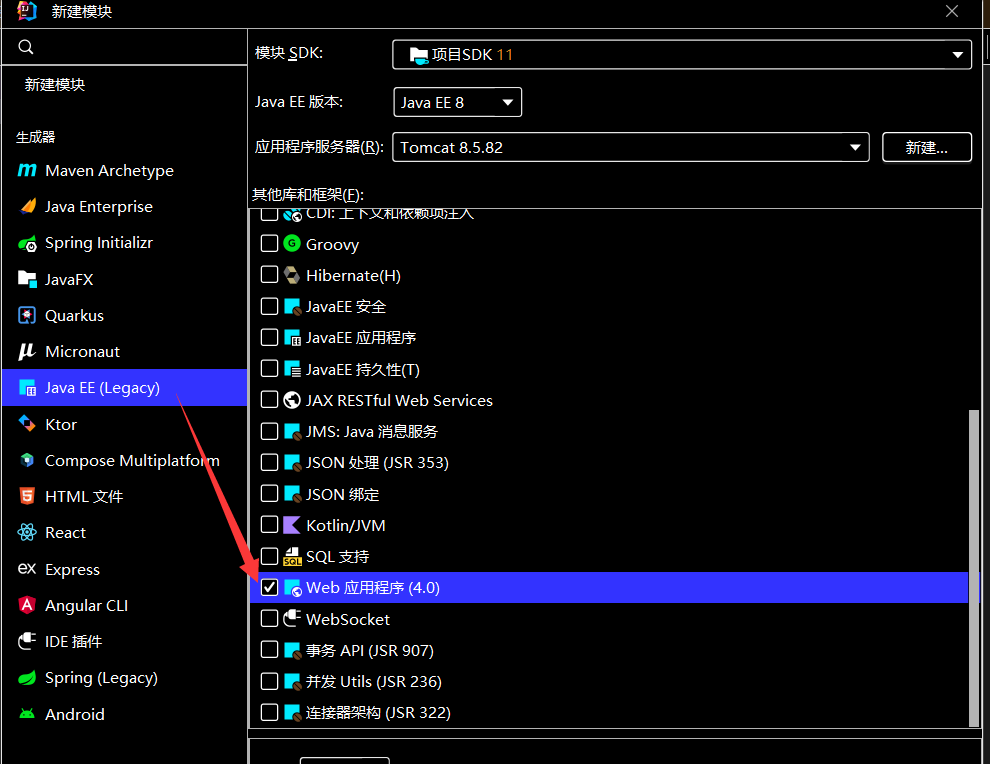 新建模块
新建模块
生成器
Maven Archetype
Java Enterprise
Spring Initializr
JavaFX
Quarkus
Micronaut
Java EE (Legacy)
Ktor
Compose Multiplatform
HTML 文件
React
Express
Angular CLI
IDE 插件
Spring (Legacy)
Android
模块 SDK: 项目SDK 11
Java EE 版本: Java EE 8
应用程序服务器(R): Tomcat 8.5.82 新建...
其他库和框架(F):
CDI: 上下文和依赖项注入
Groovy
Hibernate(H)
JavaEE 安全
JavaEE 应用程序
JavaEE 持久性(T)
JAX RESTful Web Services
JMS: Java 消息服务
JSON 处理 (JSR 353)
JSON 绑定
Kotlin/JVM
SQL 支持
Web 应用程序 (4.0)
WebSocket
事务 API (JSR 907)
并发 Utils (JSR 236)
连接器架构 (JSR 322)